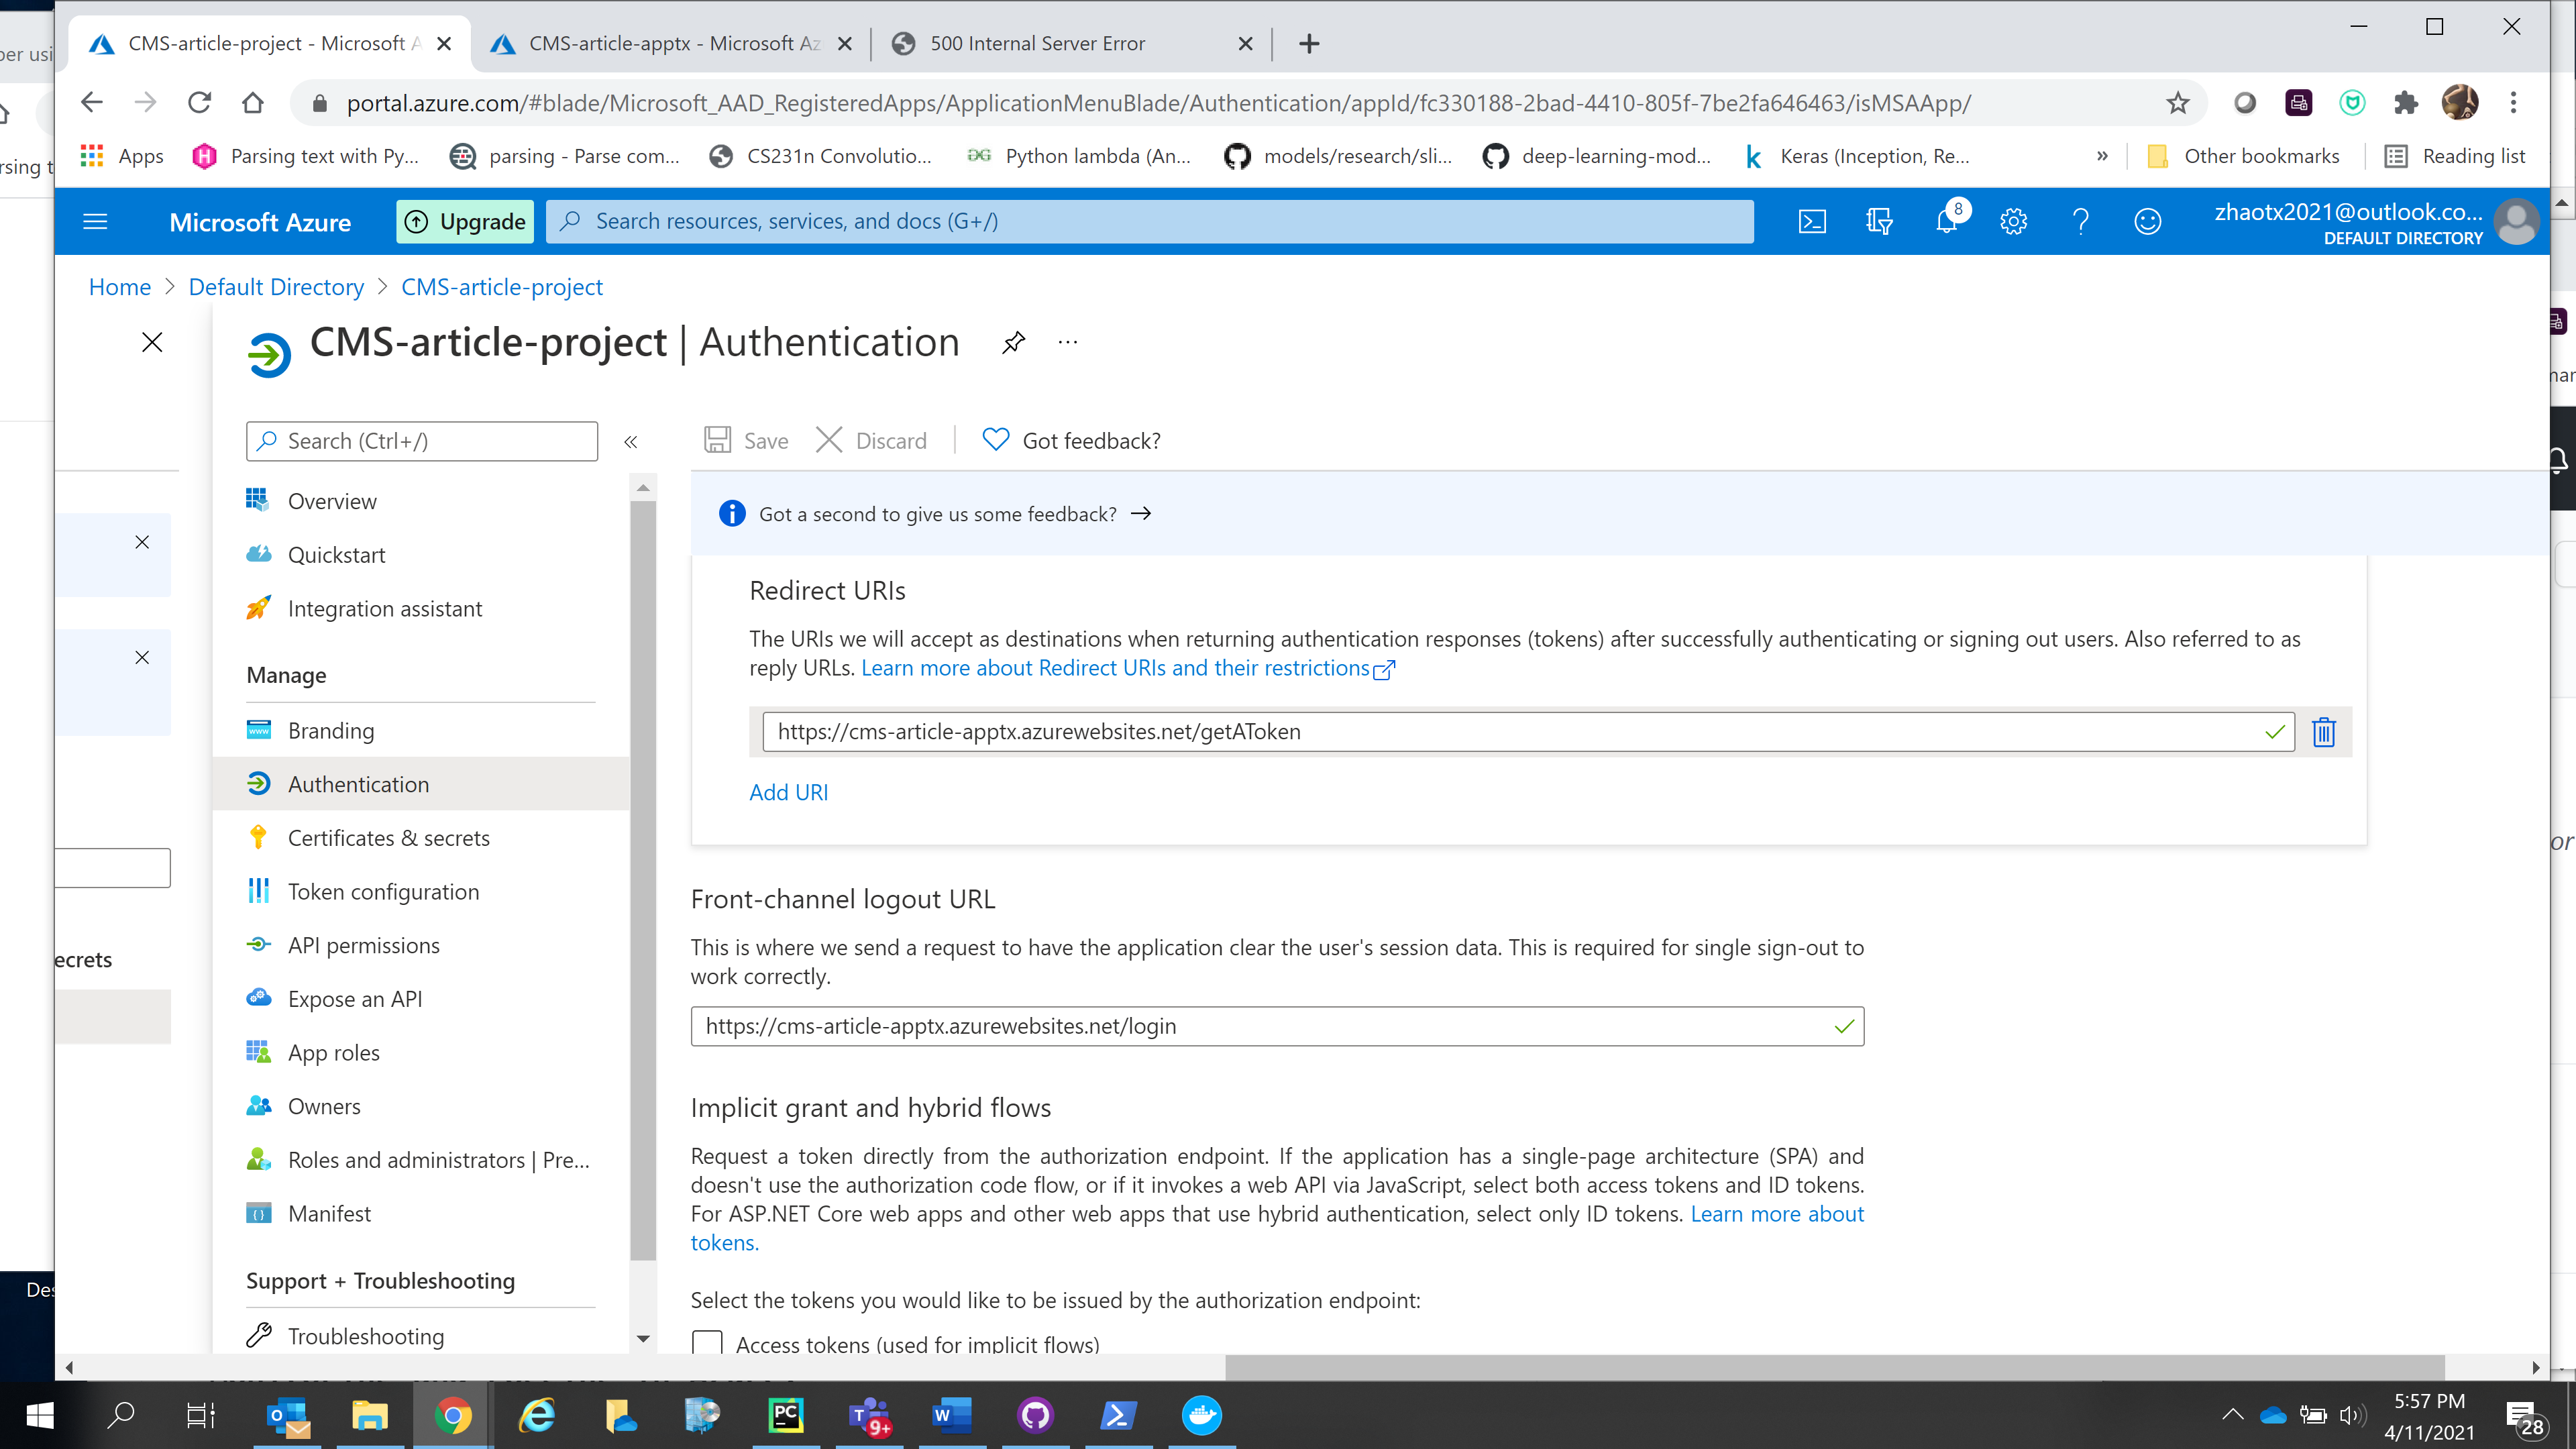 CMS-article-project - Microsoft A
CMS-article-apptx - Microsoft Az
500 Internal Server Error
portal.azure.com/#blade/Microsoft_AAD_RegisteredApps/ApplicationMenuBlade/Authentication/appId/fc330188-2bad-4410-805f-7be2fa646463/isMSAApp/
Apps
Parsing text with Py...
parsing - Parse com...
CS231n Convolutio...
Python lambda (An...
models/research/sli...
deep-learning-mod...
Keras (Inception, Re...
»
Other bookmarks
Reading list
Microsoft Azure
Upgrade
Search resources, services, and docs (G+/)
8
zhaotx2021@outlook.co...
DEFAULT DIRECTORY
Home > Default Directory > CMS-article-project
CMS-article-project | Authentication
...
Search (Ctrl+/)
«
Save
Discard
Got feedback?
Overview
Quickstart
Integration assistant
Manage
Branding
Authentication
Certificates & secrets
Token configuration
API permissions
Expose an API
App roles
Owners
Roles and administrators | Pre...
Manifest
Support + Troubleshooting
Troubleshooting
Got a second to give us some feedback? →
Redirect URIs
The URIs we will accept as destinations when returning authentication responses (tokens) after successfully authenticating or signing out users. Also referred to as
reply URLs. Learn more about Redirect URIs and their restrictions
https://cms-article-apptx.azurewebsites.net/getAToken
Add URI
Front-channel logout URL
This is where we send a request to have the application clear the user's session data. This is required for single sign-out to
work correctly.
https://cms-article-apptx.azurewebsites.net/login
Implicit grant and hybrid flows
Request a token directly from the authorization endpoint. If the application has a single-page architecture (SPA) and
doesn't use the authorization code flow, or if it invokes a web API via JavaScript, select both access tokens and ID tokens.
For ASP.NET Core web apps and other web apps that use hybrid authentication, select only ID tokens. Learn more about
tokens.
Select the tokens you would like to be issued by the authorization endpoint:
Access tokens (used for implicit flows)
ecrets
5:57 PM
4/11/2021
28
9+